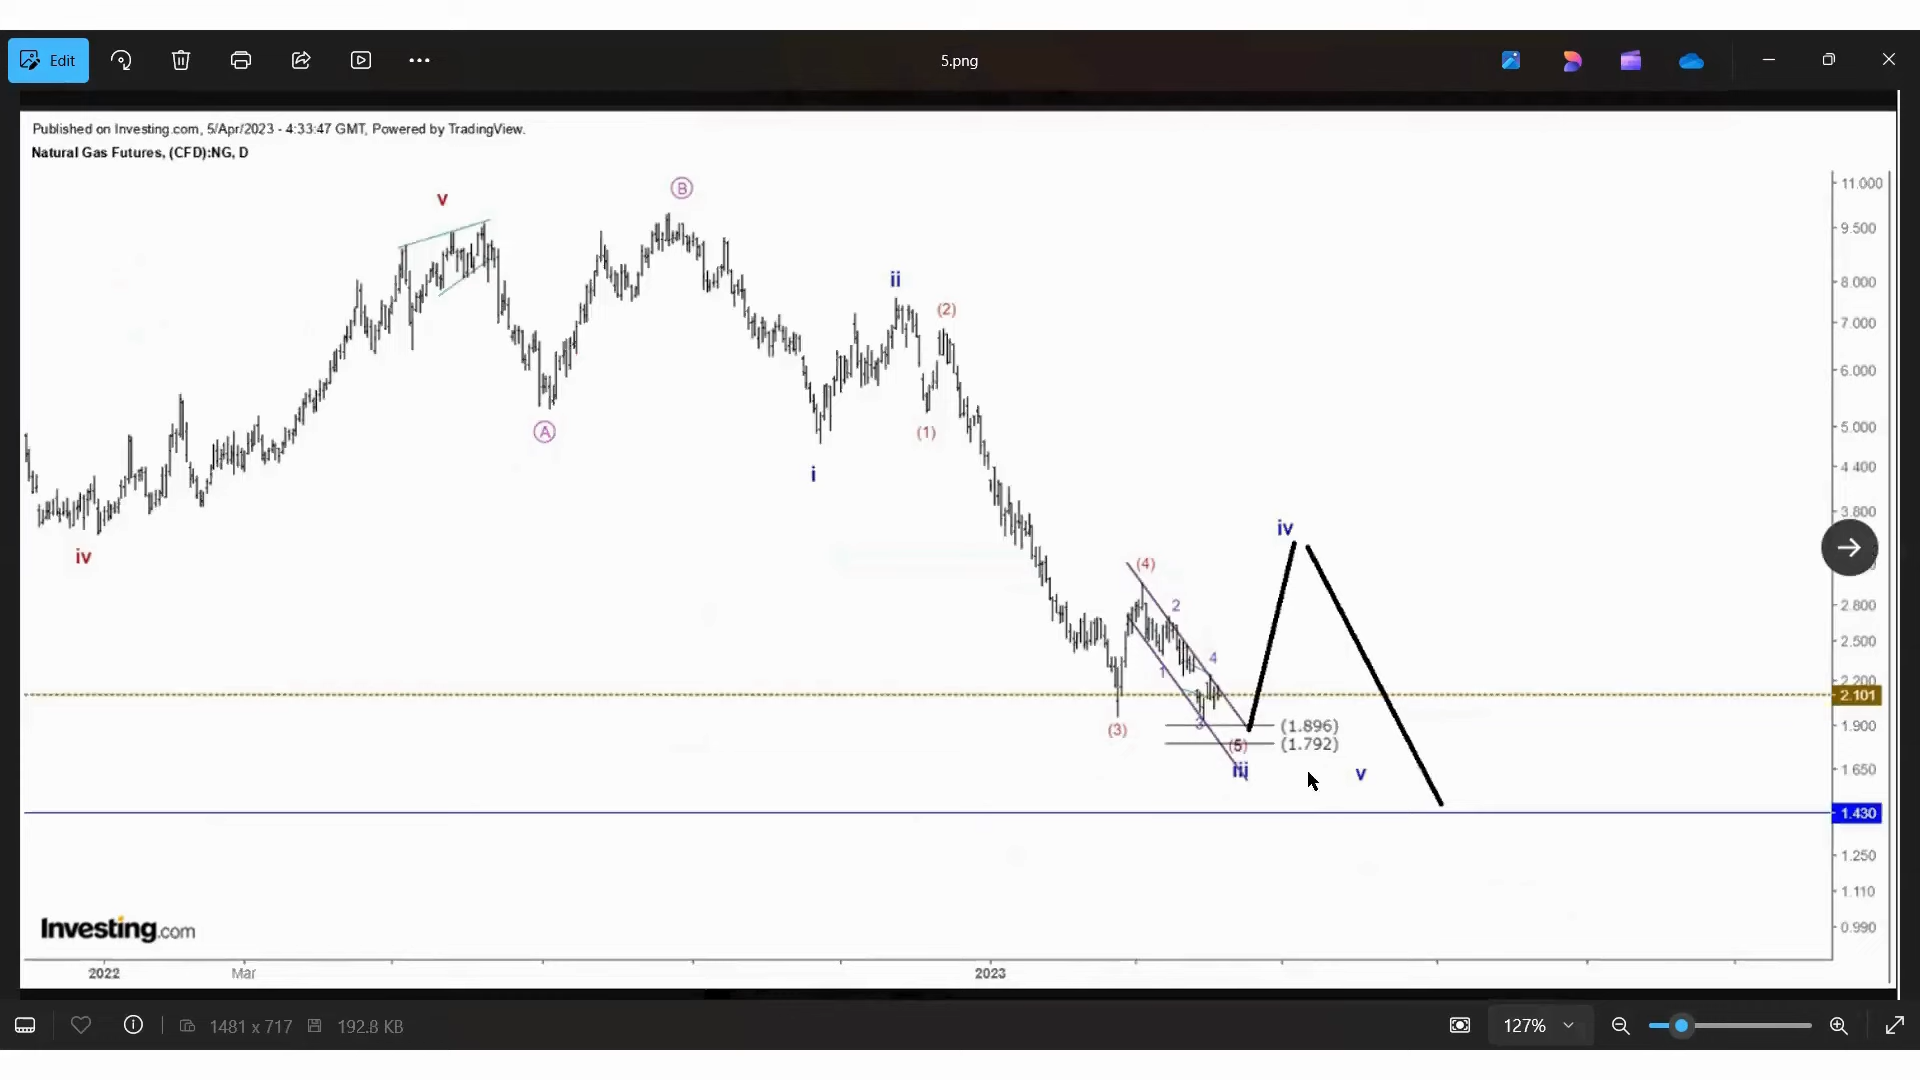 Edit
5.png
Published on Investing.com, 5/Apr/2023 - 4:33:47 GMT, Powered by TradingView.
Natural Gas Futures, (CFD):NG, D
B
v
11.000
9.500
ii
8.000
(2)
7.000
6.000
A
(1)
5.000
i
4.400
3.800
iv
iv
(4)
2
2.800
2.500
4
1
2.200
2.101
3
(3)
(1.896)
1.900
(5)
(1.792)
iii
v
1.650
1.430
1.250
1.110
0.990
Investing.com
2022
Mar
2023
1481 x 717
192.8 KB
127%